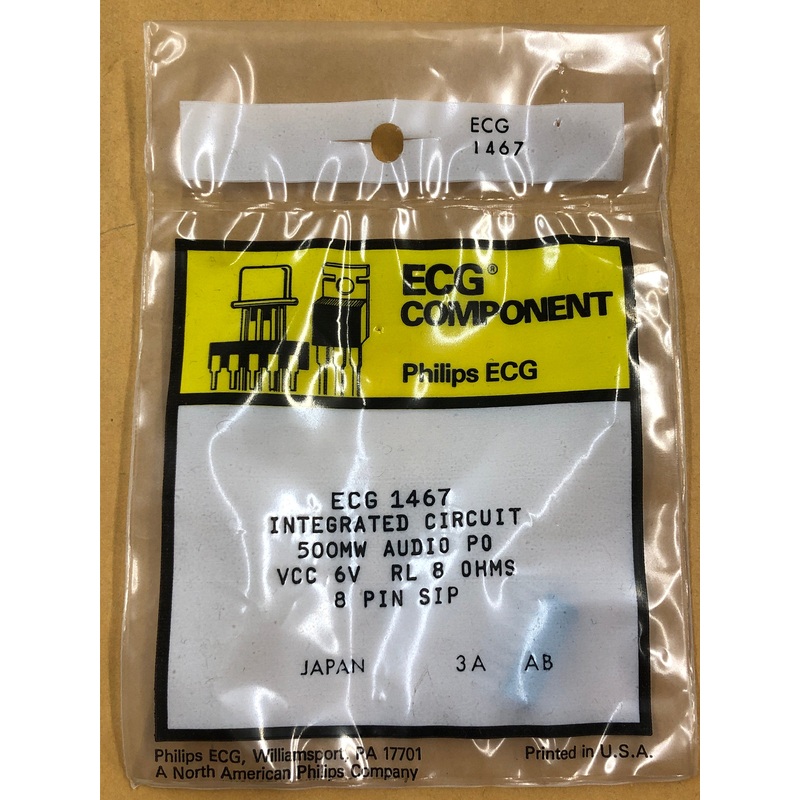 ECG
1467
ECG®
COMPONENT
Philips ECG
ECG 1467
INTEGRATED CIRCUIT
500MW AUDIO PO
VCC 6V RL 8 OHMS
8 PIN SIP
JAPAN 3A AB
Philips ECG, Williamsport, PA 17701 Printed in U.S.A.
A North American Philips Company